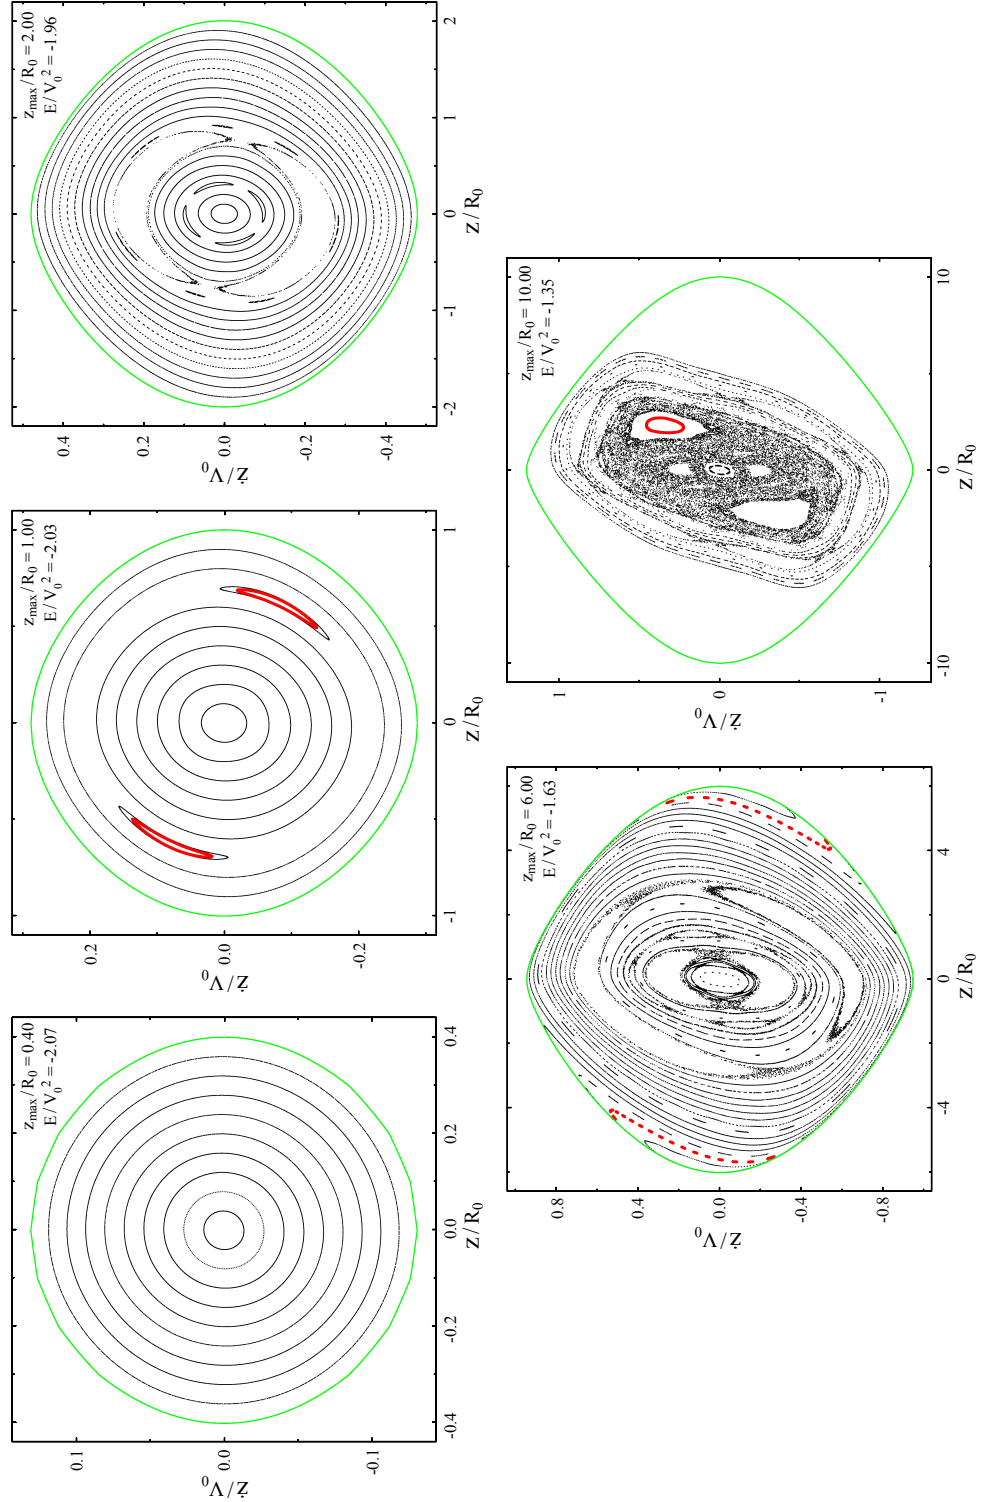 z_max/R_0 = 0.40
E/V_0^2 = -2.07
0.1
0.0
-0.1
ż/V_0
-0.4
-0.2
0.0
0.2
0.4
z/R_0
z_max/R_0 = 1.00
E/V_0^2 = -2.03
0.2
0.0
-0.2
ż/V_0
-1
0
1
z/R_0
z_max/R_0 = 2.00
E/V_0^2 = -1.96
0.4
0.2
0.0
-0.2
-0.4
ż/V_0
-2
-1
0
1
2
z/R_0
z_max/R_0 = 6.00
E/V_0^2 = -1.63
0.8
0.4
0.0
-0.4
-0.8
ż/V_0
-4
0
4
z/R_0
z_max/R_0 = 10.00
E/V_0^2 = -1.35
1
0
-1
ż/V_0
-10
0
10
z/R_0